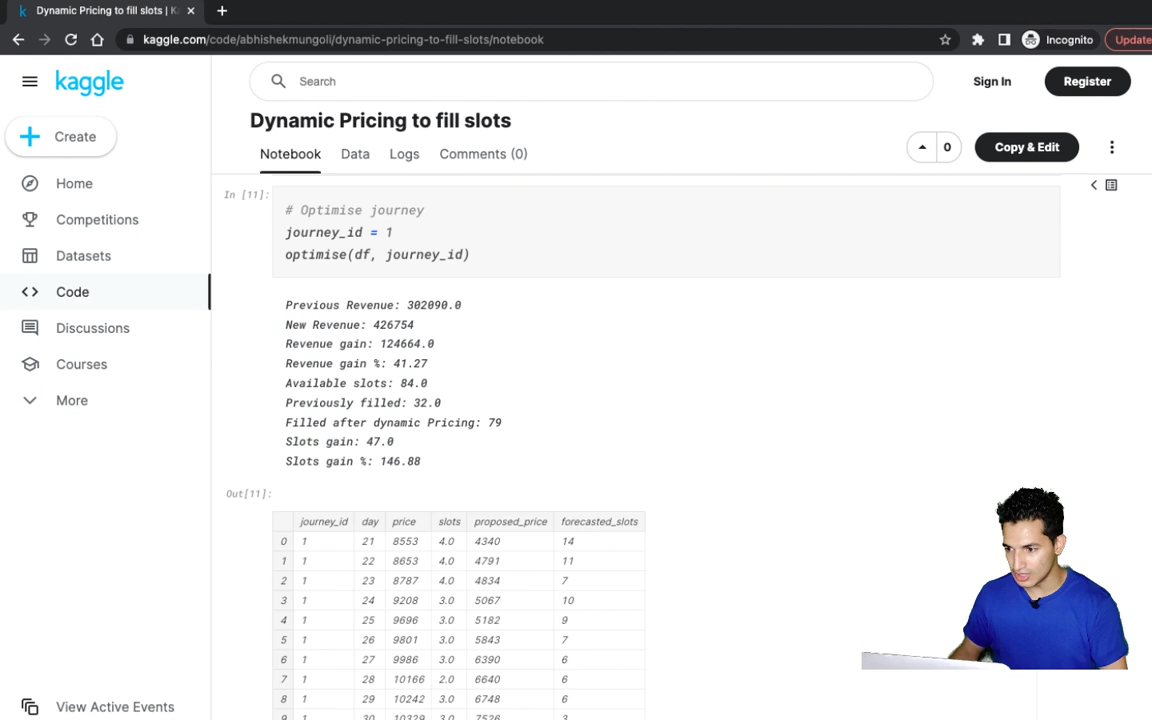 Dynamic Pricing to fill slots | K
kaggle.com/code/abhishekmungoli/dynamic-pricing-to-fill-slots/notebook
Incognito
Update
kaggle
Search
Sign In
Register
Create
Dynamic Pricing to fill slots
0
Copy & Edit
Notebook
Data
Logs
Comments (0)
Home
Competitions
Datasets
Code
Discussions
Courses
More
View Active Events
In [11]:
# Optimise journey
journey_id = 1
optimise(df, journey_id)
Previous Revenue: 302090.0
New Revenue: 426754
Revenue gain: 124664.0
Revenue gain %: 41.27
Available slots: 84.0
Previously filled: 32.0
Filled after dynamic Pricing: 79
Slots gain: 47.0
Slots gain %: 146.88
Out[11]:
journey_id day price slots proposed_price forecasted_slots
0 1 21 8553 4.0 4340 14
1 1 22 8653 4.0 4791 11
2 1 23 8787 4.0 4834 7
3 1 24 9208 3.0 5067 10
4 1 25 9696 3.0 5182 9
5 1 26 9801 3.0 5843 7
6 1 27 9986 3.0 6390 6
7 1 28 10166 2.0 6640 6
8 1 29 10242 3.0 6748 6
9 1 30 10329 3.0 7526 3